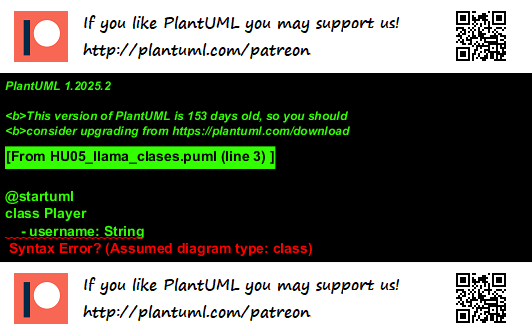 If you like PlantUML you may support us!
http://plantuml.com/patreon
PlantUML 1.2025.2
<b>This version of PlantUML is 153 days old, so you should
<b>consider upgrading from https://plantuml.com/download
[From HU05_llama_clases.puml (line 3) ]
@startuml
class Player
- username: String
Syntax Error? (Assumed diagram type: class)
If you like PlantUML you may support us!
http://plantuml.com/patreon